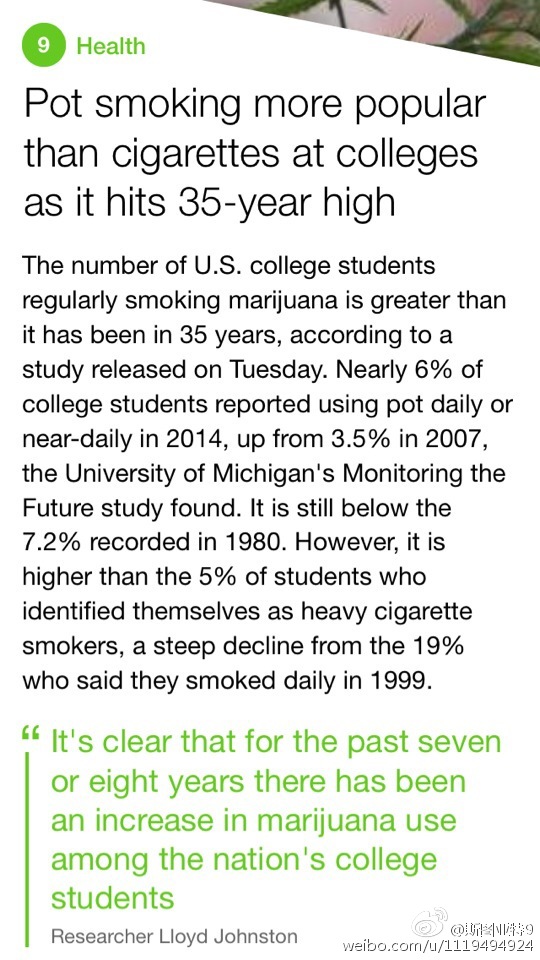 9 Health
Pot smoking more popular
than cigarettes at colleges
as it hits 35-year high
The number of U.S. college students
regularly smoking marijuana is greater than
it has been in 35 years, according to a
study released on Tuesday. Nearly 6% of
college students reported using pot daily or
near-daily in 2014, up from 3.5% in 2007,
the University of Michigan's Monitoring the
Future study found. It is still below the
7.2% recorded in 1980. However, it is
higher than the 5% of students who
identified themselves as heavy cigarette
smokers, a steep decline from the 19%
who said they smoked daily in 1999.
“ It's clear that for the past seven
or eight years there has been
an increase in marijuana use
among the nation's college
students
Researcher Lloyd Johnston
weibo.com/u/1119494924